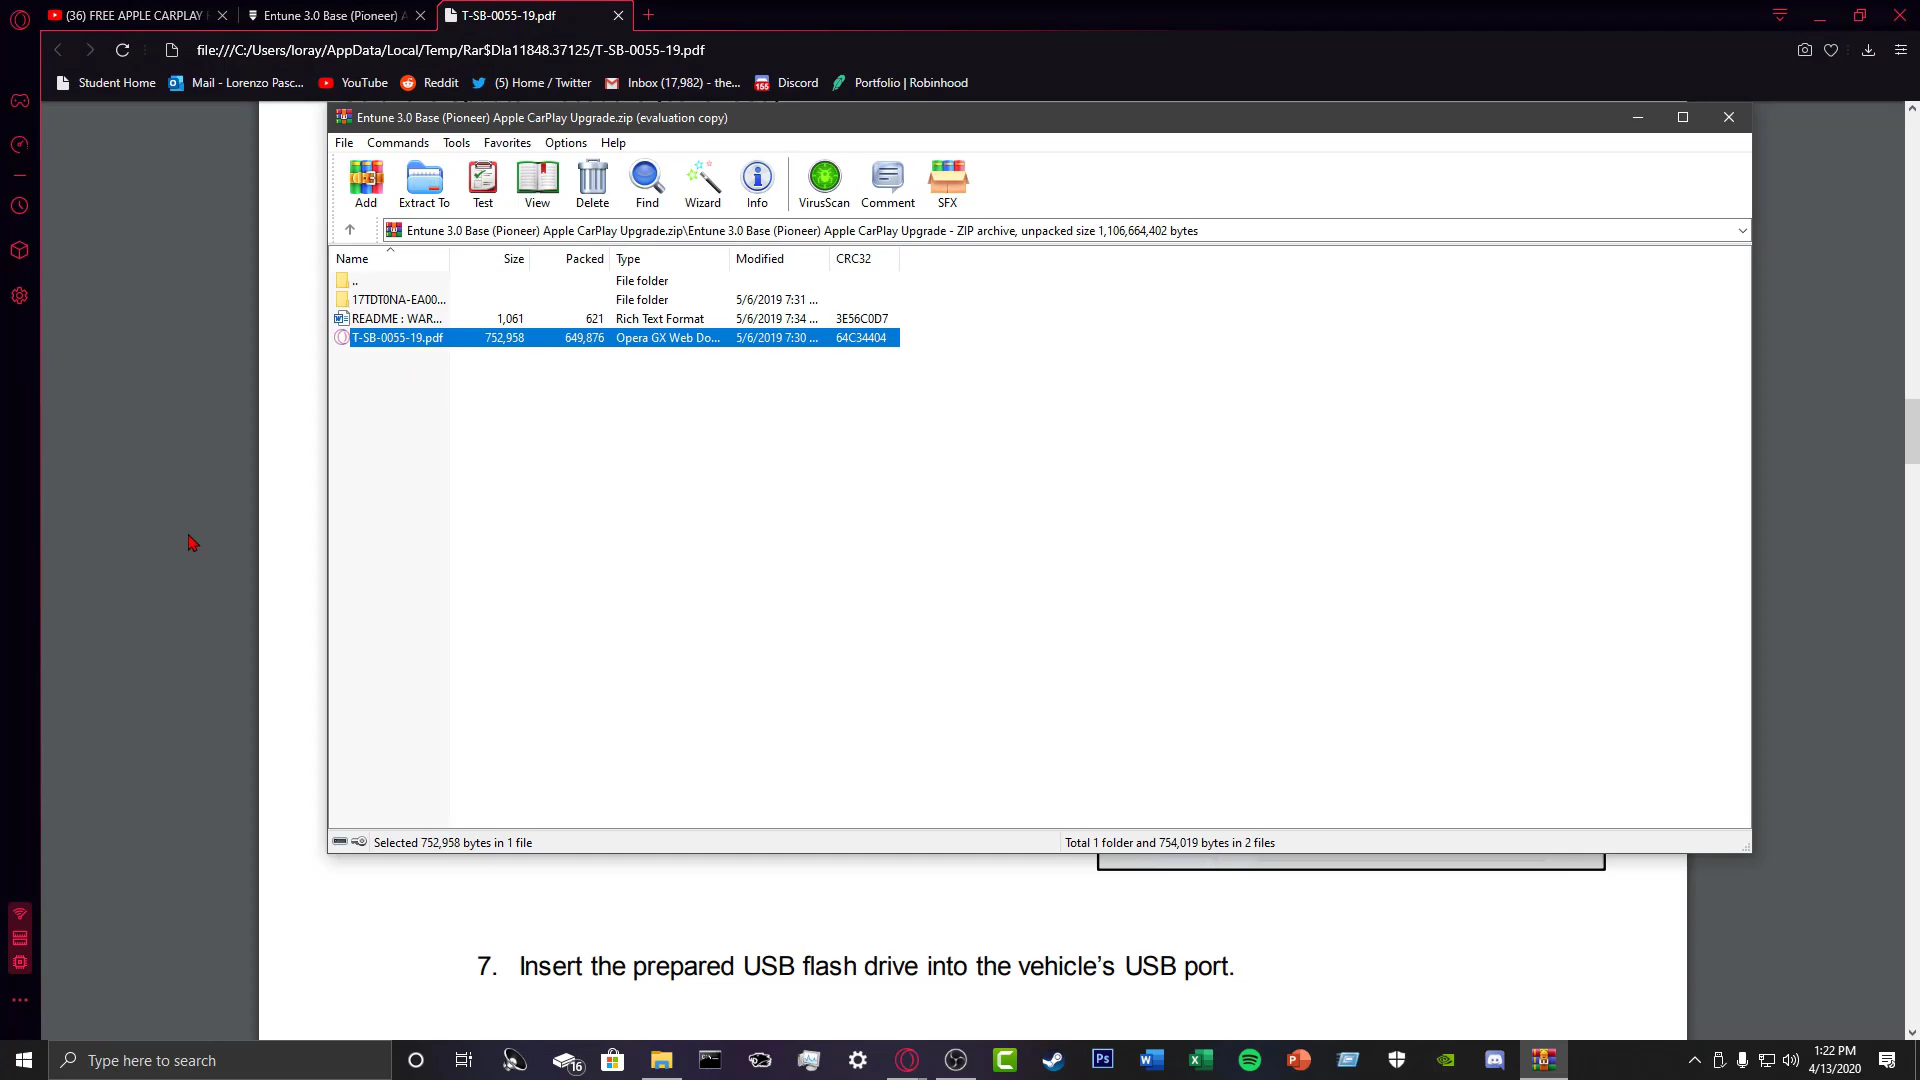 (36) FREE APPLE CARPLAY
Entune 3.0 Base (Pioneer)
T-SB-0055-19.pdf
file:///C:/Users/loray/AppData/Local/Temp/Rar$DIa11848.37125/T-SB-0055-19.pdf
Student Home
Mail - Lorenzo Pasc...
YouTube
Reddit
(5) Home / Twitter
Inbox (17,982) - the...
155
Discord
Portfolio | Robinhood
Entune 3.0 Base (Pioneer) Apple CarPlay Upgrade.zip (evaluation copy)
File Commands Tools Favorites Options Help
Add Extract To Test View Delete Find Wizard Info VirusScan Comment SFX
Entune 3.0 Base (Pioneer) Apple CarPlay Upgrade.zip\Entune 3.0 Base (Pioneer) Apple CarPlay Upgrade - ZIP archive, unpacked size 1,106,664,402 bytes
Name Size Packed Type Modified CRC32
.. File folder
17TDT0NA-EA00... File folder 5/6/2019 7:31 ...
README : WAR... 1,061 621 Rich Text Format 5/6/2019 7:34 ... 3E56C0D7
T-SB-0055-19.pdf 752,958 649,876 Opera GX Web Do... 5/6/2019 7:30 ... 64C34404
Selected 752,958 bytes in 1 file
Total 1 folder and 754,019 bytes in 2 files
7. Insert the prepared USB flash drive into the vehicle's USB port.
Type here to search
16
1:22 PM
4/13/2020